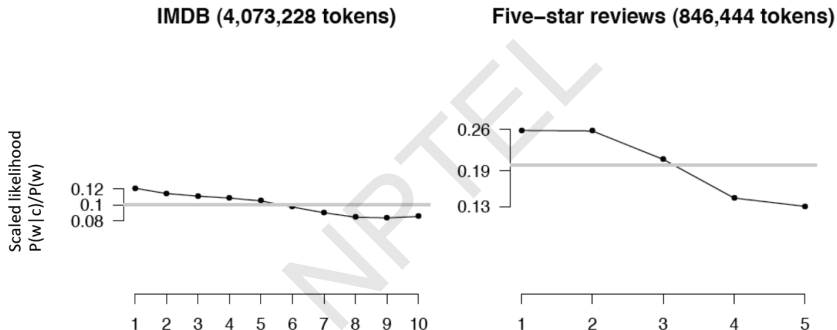 IMDB (4,073,228 tokens)
Five–star reviews (846,444 tokens)
Scaled likelihood
P(w|c)/P(w)
0.12
0.1
0.08
1 2 3 4 5 6 7 8 9 10
0.26
0.19
0.13
1 2 3 4 5
NPTEL